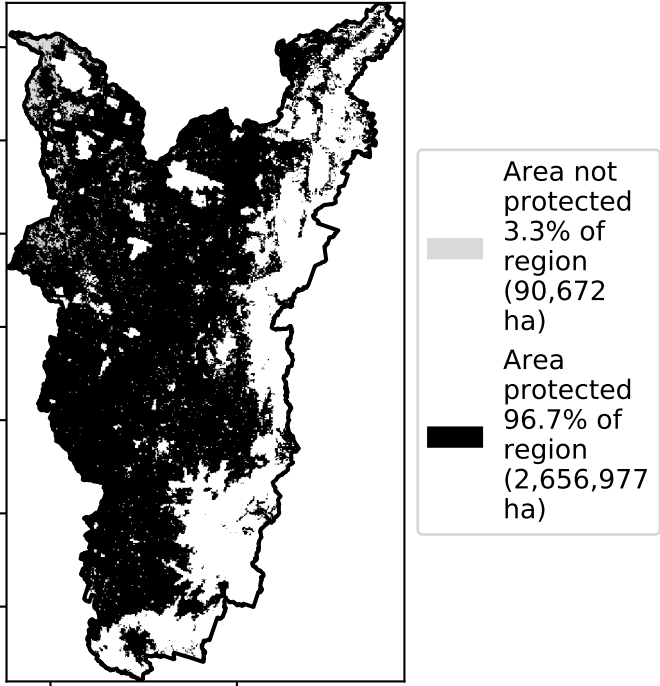 Area not
protected
3.3% of
region
(90,672
ha)
Area
protected
96.7% of
region
(2,656,977
ha)